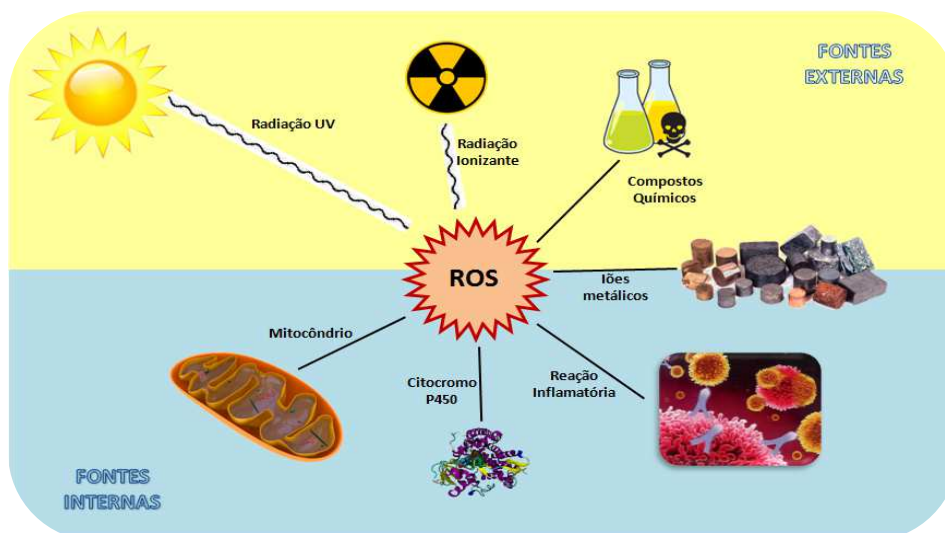 FONTES
EXTERNAS
Radiação UV
Radiação
Ionizante
Compostos
Químicos
ROS
Iões
metálicos
Mitocôndrio
Citocromo
P450
Reação
Inflamatória
FONTES
INTERNAS